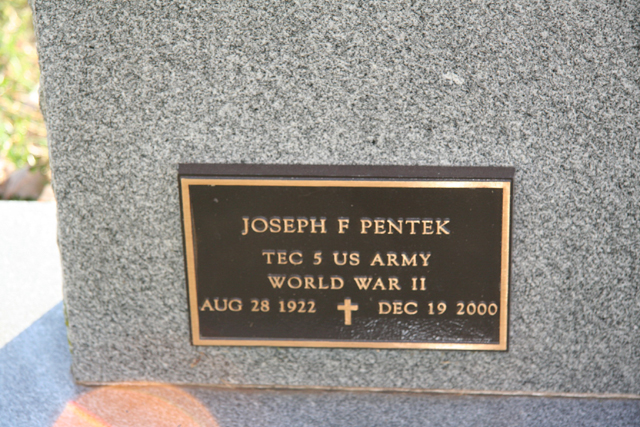 JOSEPH F PENTEK
TEC 5 US ARMY
WORLD WAR II
AUG 28 1922 ✝ DEC 19 2000